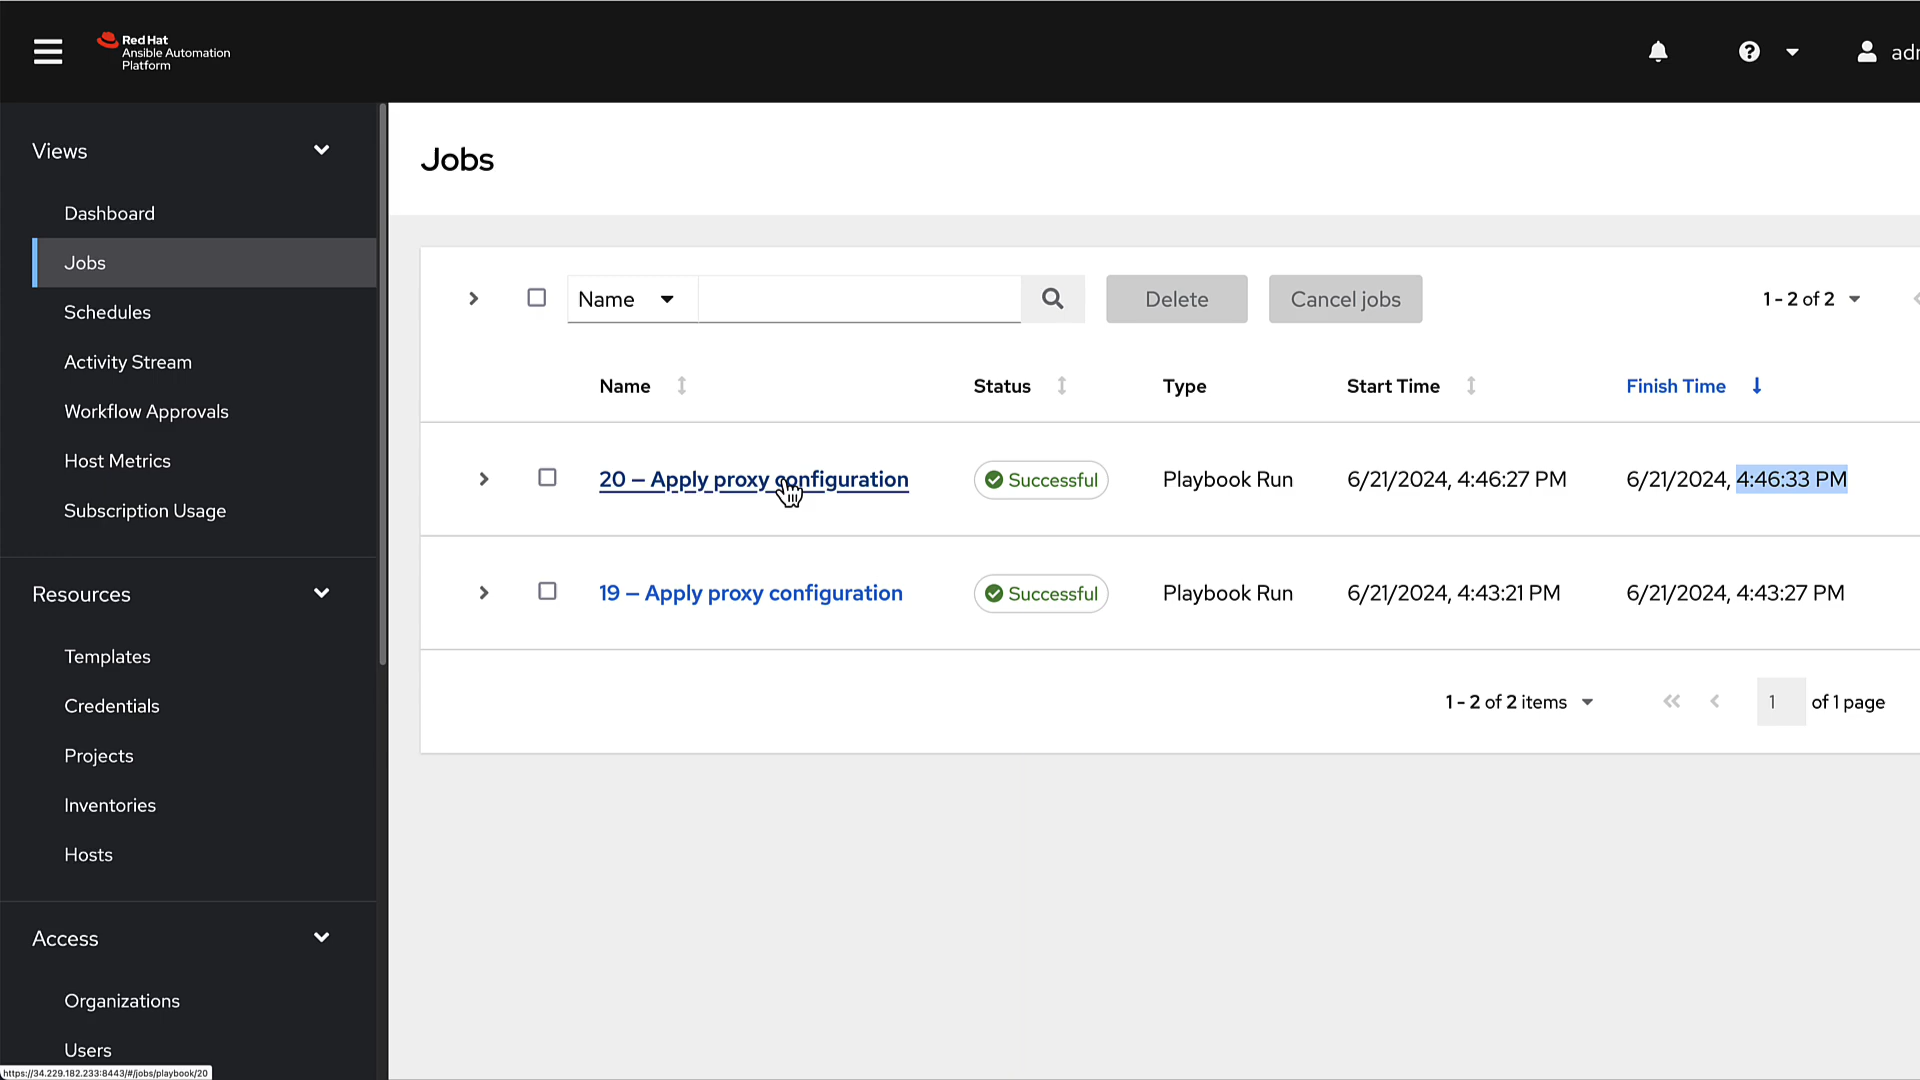 Red Hat
Ansible Automation
Platform
Views
Dashboard
Jobs
Schedules
Activity Stream
Workflow Approvals
Host Metrics
Subscription Usage
Resources
Templates
Credentials
Projects
Inventories
Hosts
Access
Organizations
Users
https://34.229.182.233:8443/#/jobs/playbook/20
Jobs
Name
Delete
Cancel jobs
1 - 2 of 2
Name Status Type Start Time Finish Time
20 — Apply proxy configuration Successful Playbook Run 6/21/2024, 4:46:27 PM 6/21/2024, 4:46:33 PM
19 — Apply proxy configuration Successful Playbook Run 6/21/2024, 4:43:21 PM 6/21/2024, 4:43:27 PM
1 - 2 of 2 items 1 of 1 page